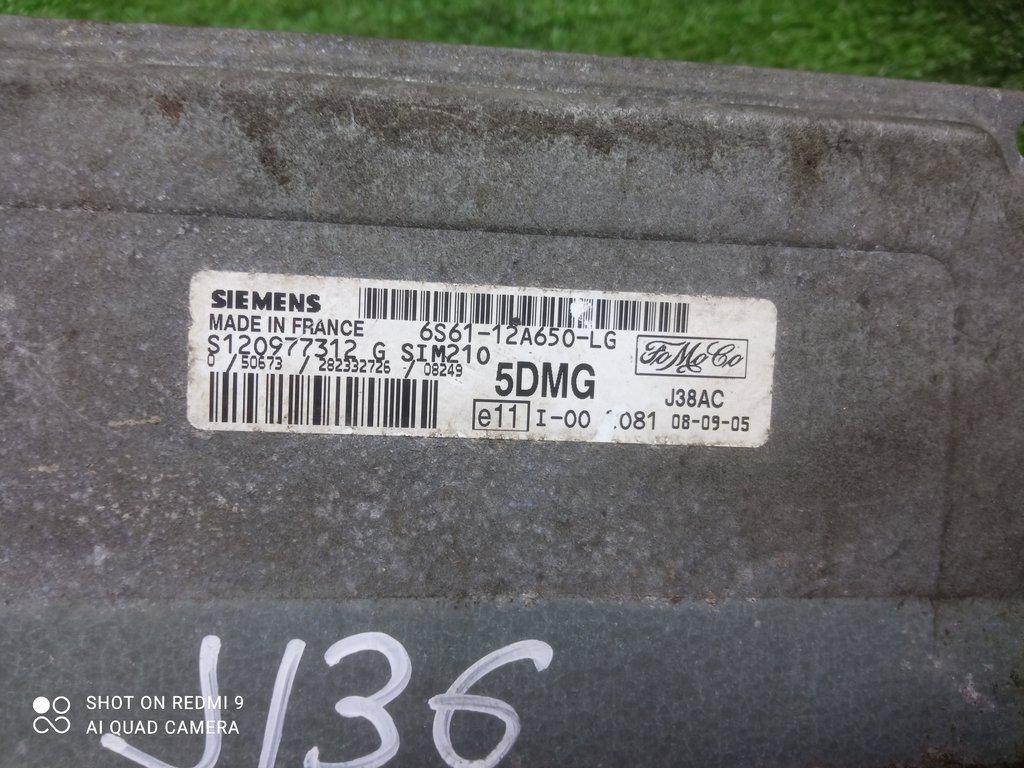 SIEMENS
MADE IN FRANCE
6S61-12A650-LG
S120977312 G SIM210
0 /50673 / 282332726 /08249
5DMG
FoMoCo
J38AC
e11 I-00 081 08-09-05
J136
SHOT ON REDMI 9
AI QUAD CAMERA